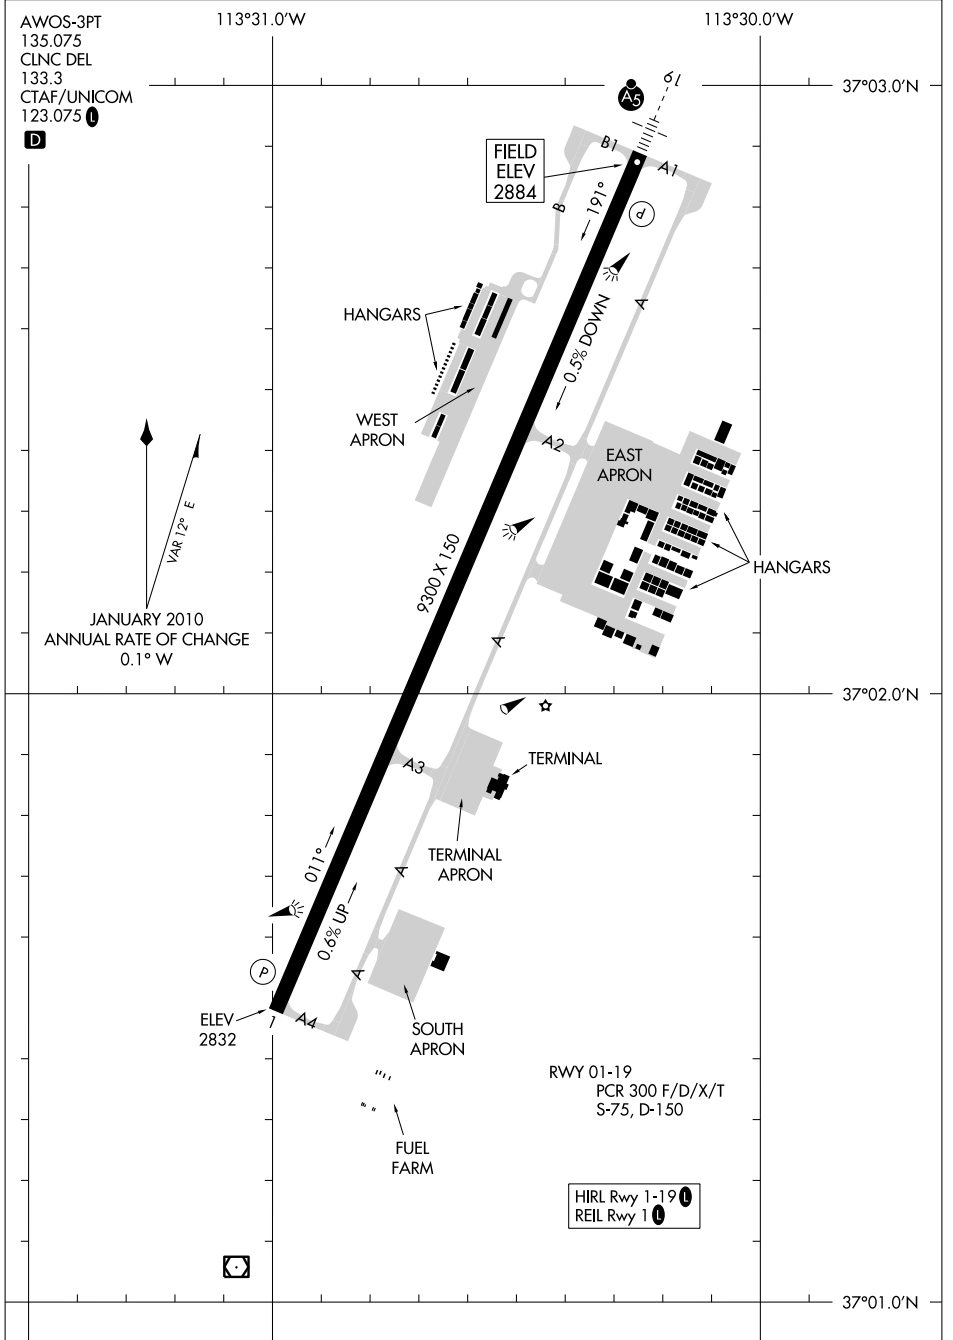 AWOS-3PT
135.075
CLNC DEL
133.3
CTAF/UNICOM
123.075 L
D
113°31.0'W
113°30.0'W
37°03.0'N
19
A5
FIELD
ELEV
2884
B1
A1
B
191°
P
A
0.5% DOWN
HANGARS
WEST
APRON
A2
EAST
APRON
HANGARS
VAR 12° E
JANUARY 2010
ANNUAL RATE OF CHANGE
0.1° W
9300 X 150
A
37°02.0'N
A3
TERMINAL
TERMINAL
APRON
A
011°
0.6% UP
P
A
ELEV
2832
1
A4
SOUTH
APRON
RWY 01-19
PCR 300 F/D/X/T
S-75, D-150
FUEL
FARM
HIRL Rwy 1-19 L
REIL Rwy 1 L
37°01.0'N